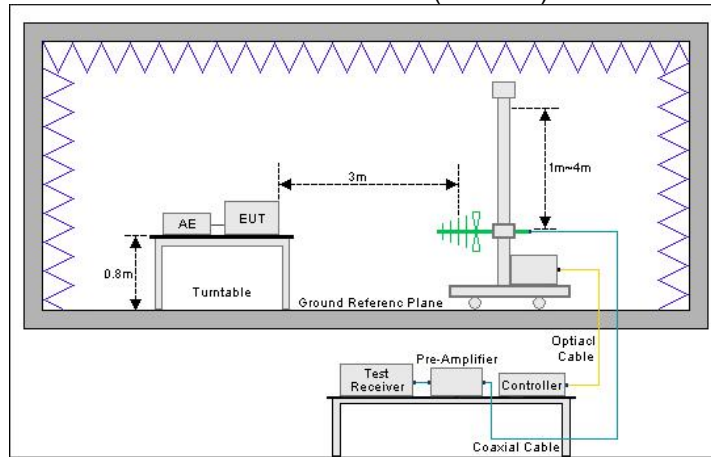 3m
1m~4m
AE
EUT
0.8m
Turntable
Ground Referenc Plane
Optiacl
Cable
Pre-Amplifier
Test
Receiver
Controller
Coaxial Cable